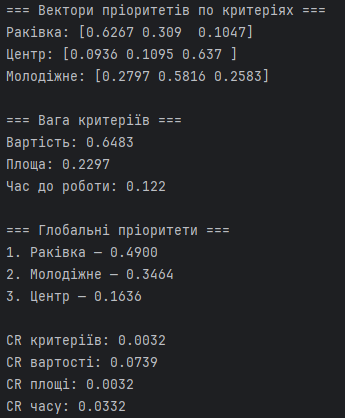 === Вектори пріоритетів по критеріях ===
Раківка: [0.6267 0.309  0.1047]
Центр: [0.0936 0.1095 0.637 ]
Молодіжне: [0.2797 0.5816 0.2583]

=== Вага критеріїв ===
Вартість: 0.6483
Площа: 0.2297
Час до роботи: 0.122

=== Глобальні пріоритети ===
1. Раківка — 0.4900
2. Молодіжне — 0.3464
3. Центр — 0.1636

CR критеріїв: 0.0032
CR вартості: 0.0739
CR площі: 0.0032
CR часу: 0.0332